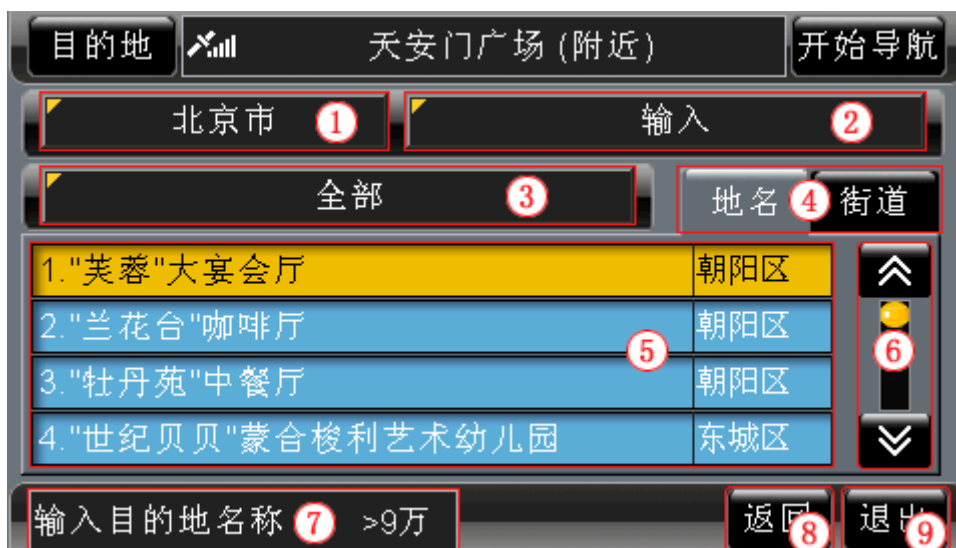 目的地 天安门广场(附近) 开始导航
北京市 ① 输入 ②
全部 ③ 地名 ④ 街道
1."芙蓉"大宴会厅 朝阳区
2."兰花台"咖啡厅 朝阳区
⑤ ⑥
3."牡丹苑"中餐厅 朝阳区
4."世纪贝贝"蒙台梭利艺术幼儿园 东城区
输入目的地名称 ⑦ >9万 返回 ⑧ 退出 ⑨